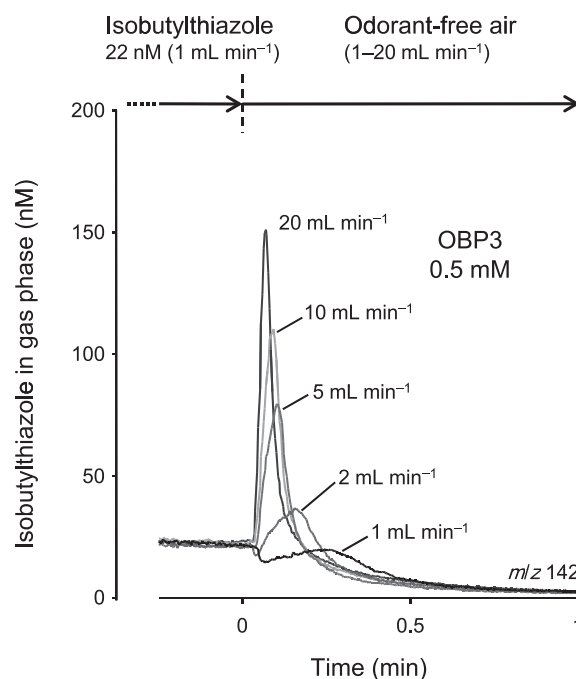 Isobutylthiazole
22 nM (1 mL min⁻¹)
Odorant-free air
(1–20 mL min⁻¹)
Isobutylthiazole in gas phase (nM)
200
150
100
50
0
20 mL min⁻¹
OBP3
0.5 mM
10 mL min⁻¹
5 mL min⁻¹
2 mL min⁻¹
1 mL min⁻¹
m/z 142
0
0.5
1
Time (min)